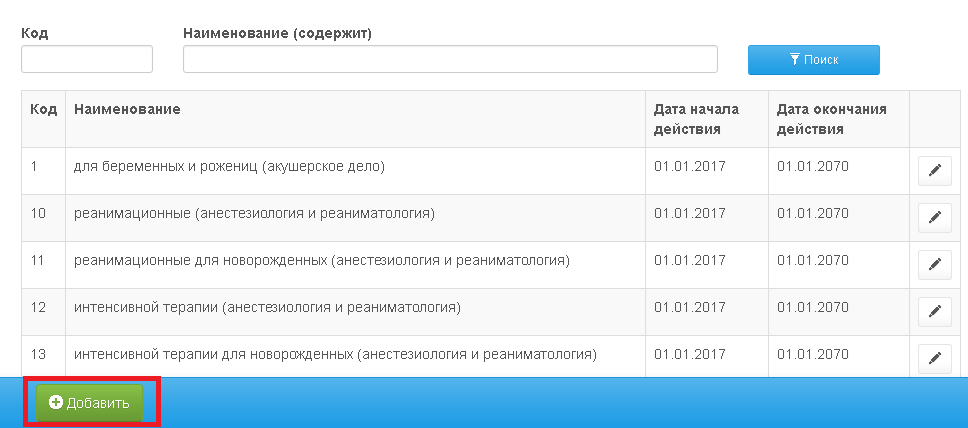 Код Наименование (содержит)
Поиск
Код Наименование Дата начала действия Дата окончания действия
1 для беременных и рожениц (акушерское дело) 01.01.2017 01.01.2070
10 реанимационные (анестезиология и реаниматология) 01.01.2017 01.01.2070
11 реанимационные для новорожденных (анестезиология и реаниматология) 01.01.2017 01.01.2070
12 интенсивной терапии (анестезиология и реаниматология) 01.01.2017 01.01.2070
13 интенсивной терапии для новорожденных (анестезиология и реаниматология) 01.01.2017 01.01.2070
Добавить